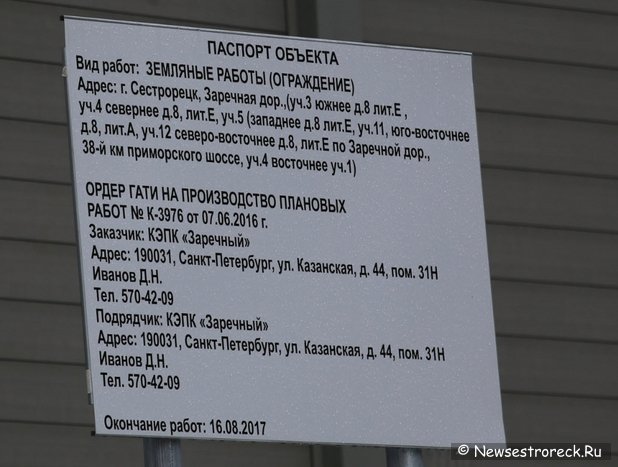 ПАСПОРТ ОБЪЕКТА
Вид работ: ЗЕМЛЯНЫЕ РАБОТЫ (ОГРАЖДЕНИЕ)
Адрес: г. Сестрорецк, Заречная дор.,(уч.3 южнее д.8 лит.Е ,
уч.4 севернее д.8, лит.Е, уч.5 (западнее д.8 лит.Е, уч.11, юго-восточнее
д.8, лит.А, уч.12 северо-восточнее д.8, лит.Е по Заречной дор.,
38-й км приморского шоссе, уч.4 восточнее уч.1)
ОРДЕР ГАТИ НА ПРОИЗВОДСТВО ПЛАНОВЫХ
РАБОТ № К-3976 от 07.06.2016 г.
Заказчик: КЭПК «Заречный»
Адрес: 190031, Санкт-Петербург, ул. Казанская, д. 44, пом. 31Н
Иванов Д.Н.
Тел. 570-42-09
Подрядчик: КЭПК «Заречный»
Адрес: 190031, Санкт-Петербург, ул. Казанская, д. 44, пом. 31Н
Иванов Д.Н.
Тел. 570-42-09
Окончание работ: 16.08.2017
© Newsestroreck.Ru